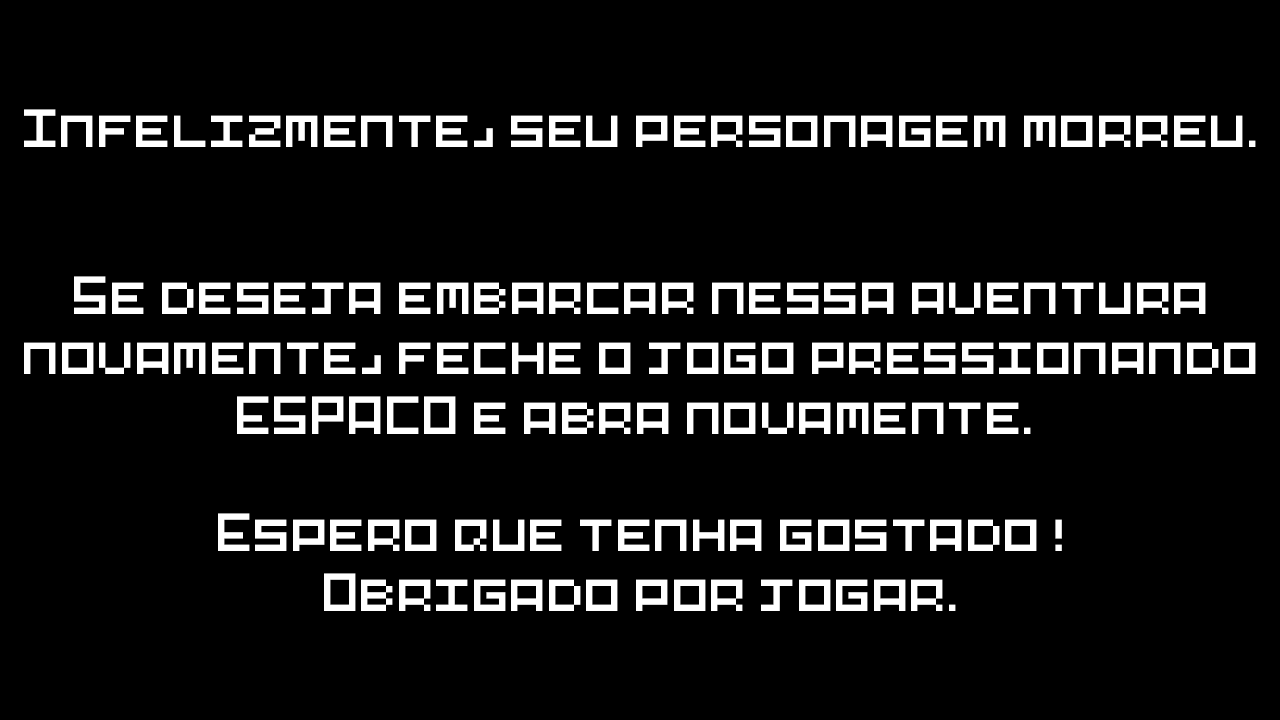 Infelizmente, seu personagem morreu.
Se deseja embarcar nessa aventura
novamente, feche o jogo pressionando
ESPACO e abra novamente.
Espero que tenha gostado !
Obrigado por jogar.